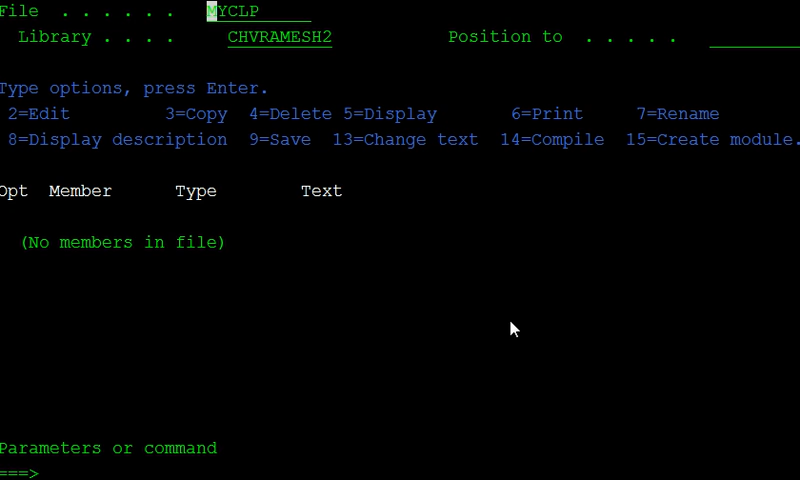 File . . . . . . MYCLP
Library . . . . CHVRAMESH2 Position to . . . . .
Type options, press Enter.
2=Edit 3=Copy 4=Delete 5=Display 6=Print 7=Rename
8=Display description 9=Save 13=Change text 14=Compile 15=Create module.
Opt Member Type Text
(No members in file)
Parameters or command
===>